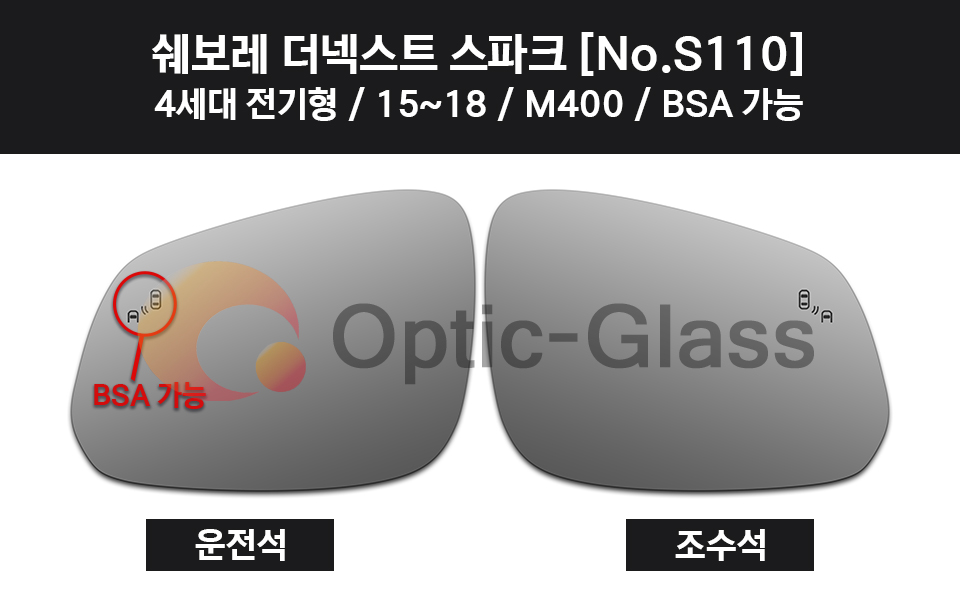 쉐보레 더넥스트 스파크 [No.S110]
4세대 전기형 / 15~18 / M400 / BSA 가능
Optic-Glass
BSA 가능
운전석
조수석